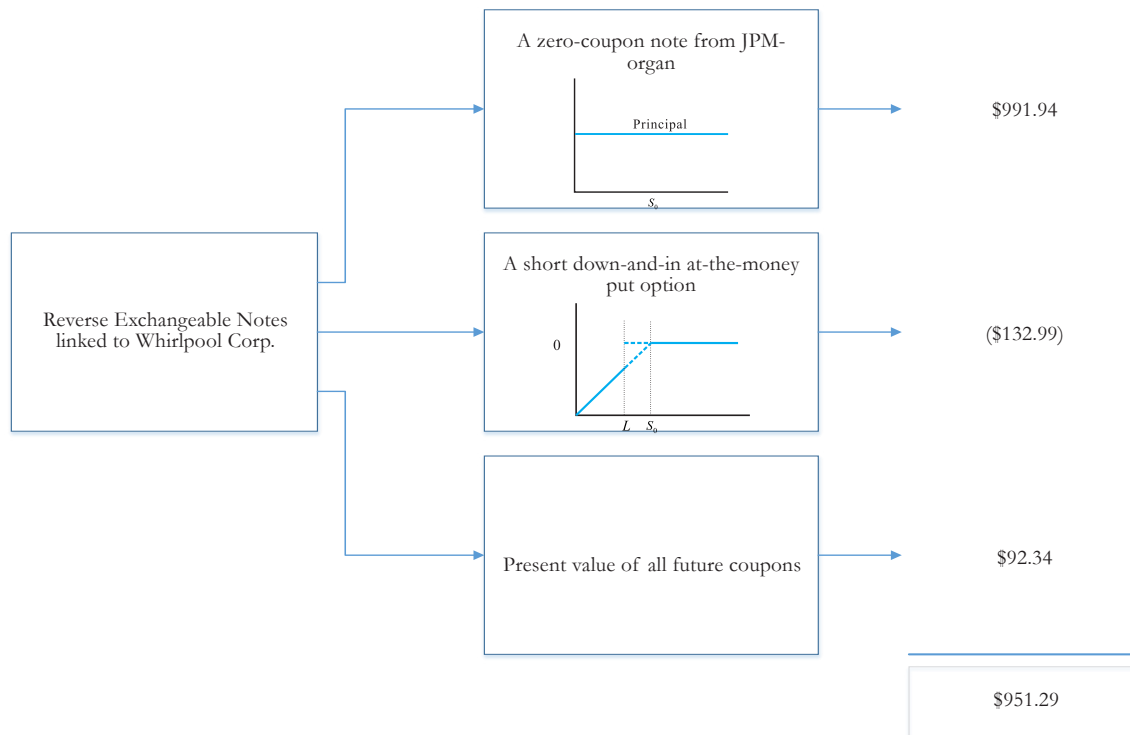 A zero-coupon note from JPM-
organ
Principal
S₀
$991.94
Reverse Exchangeable Notes
linked to Whirlpool Corp.
A short down-and-in at-the-money
put option
0
L S₀
($132.99)
Present value of all future coupons
$92.34
$951.29